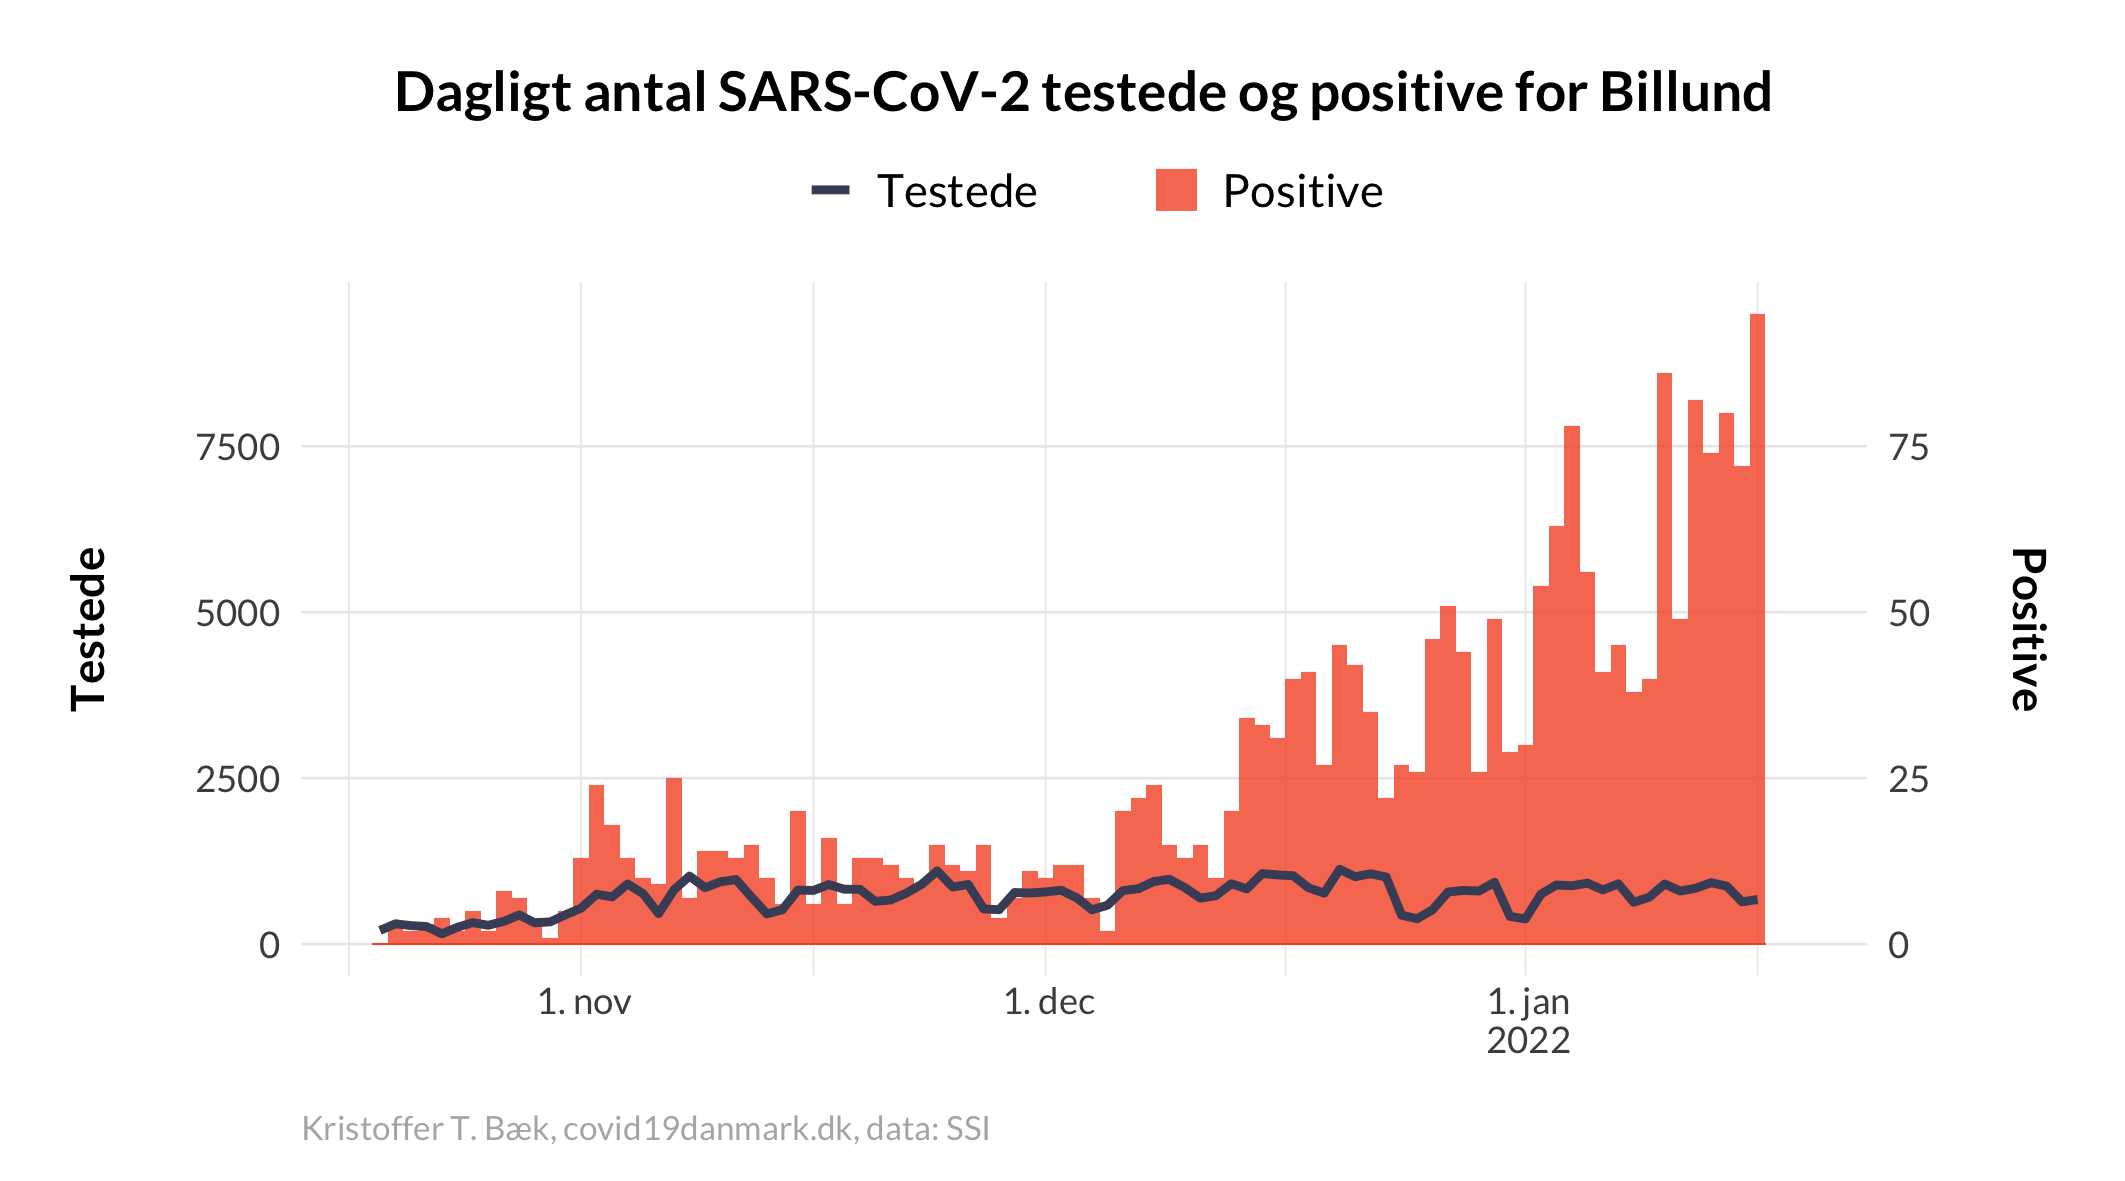 Dagligt antal SARS-CoV-2 testede og positive for Billund
Testede
Positive
7500
5000
2500
0
Testede
75
50
25
0
Positive
1. nov
1. dec
1. jan
2022
Kristoffer T. Bæk, covid19danmark.dk, data: SSI